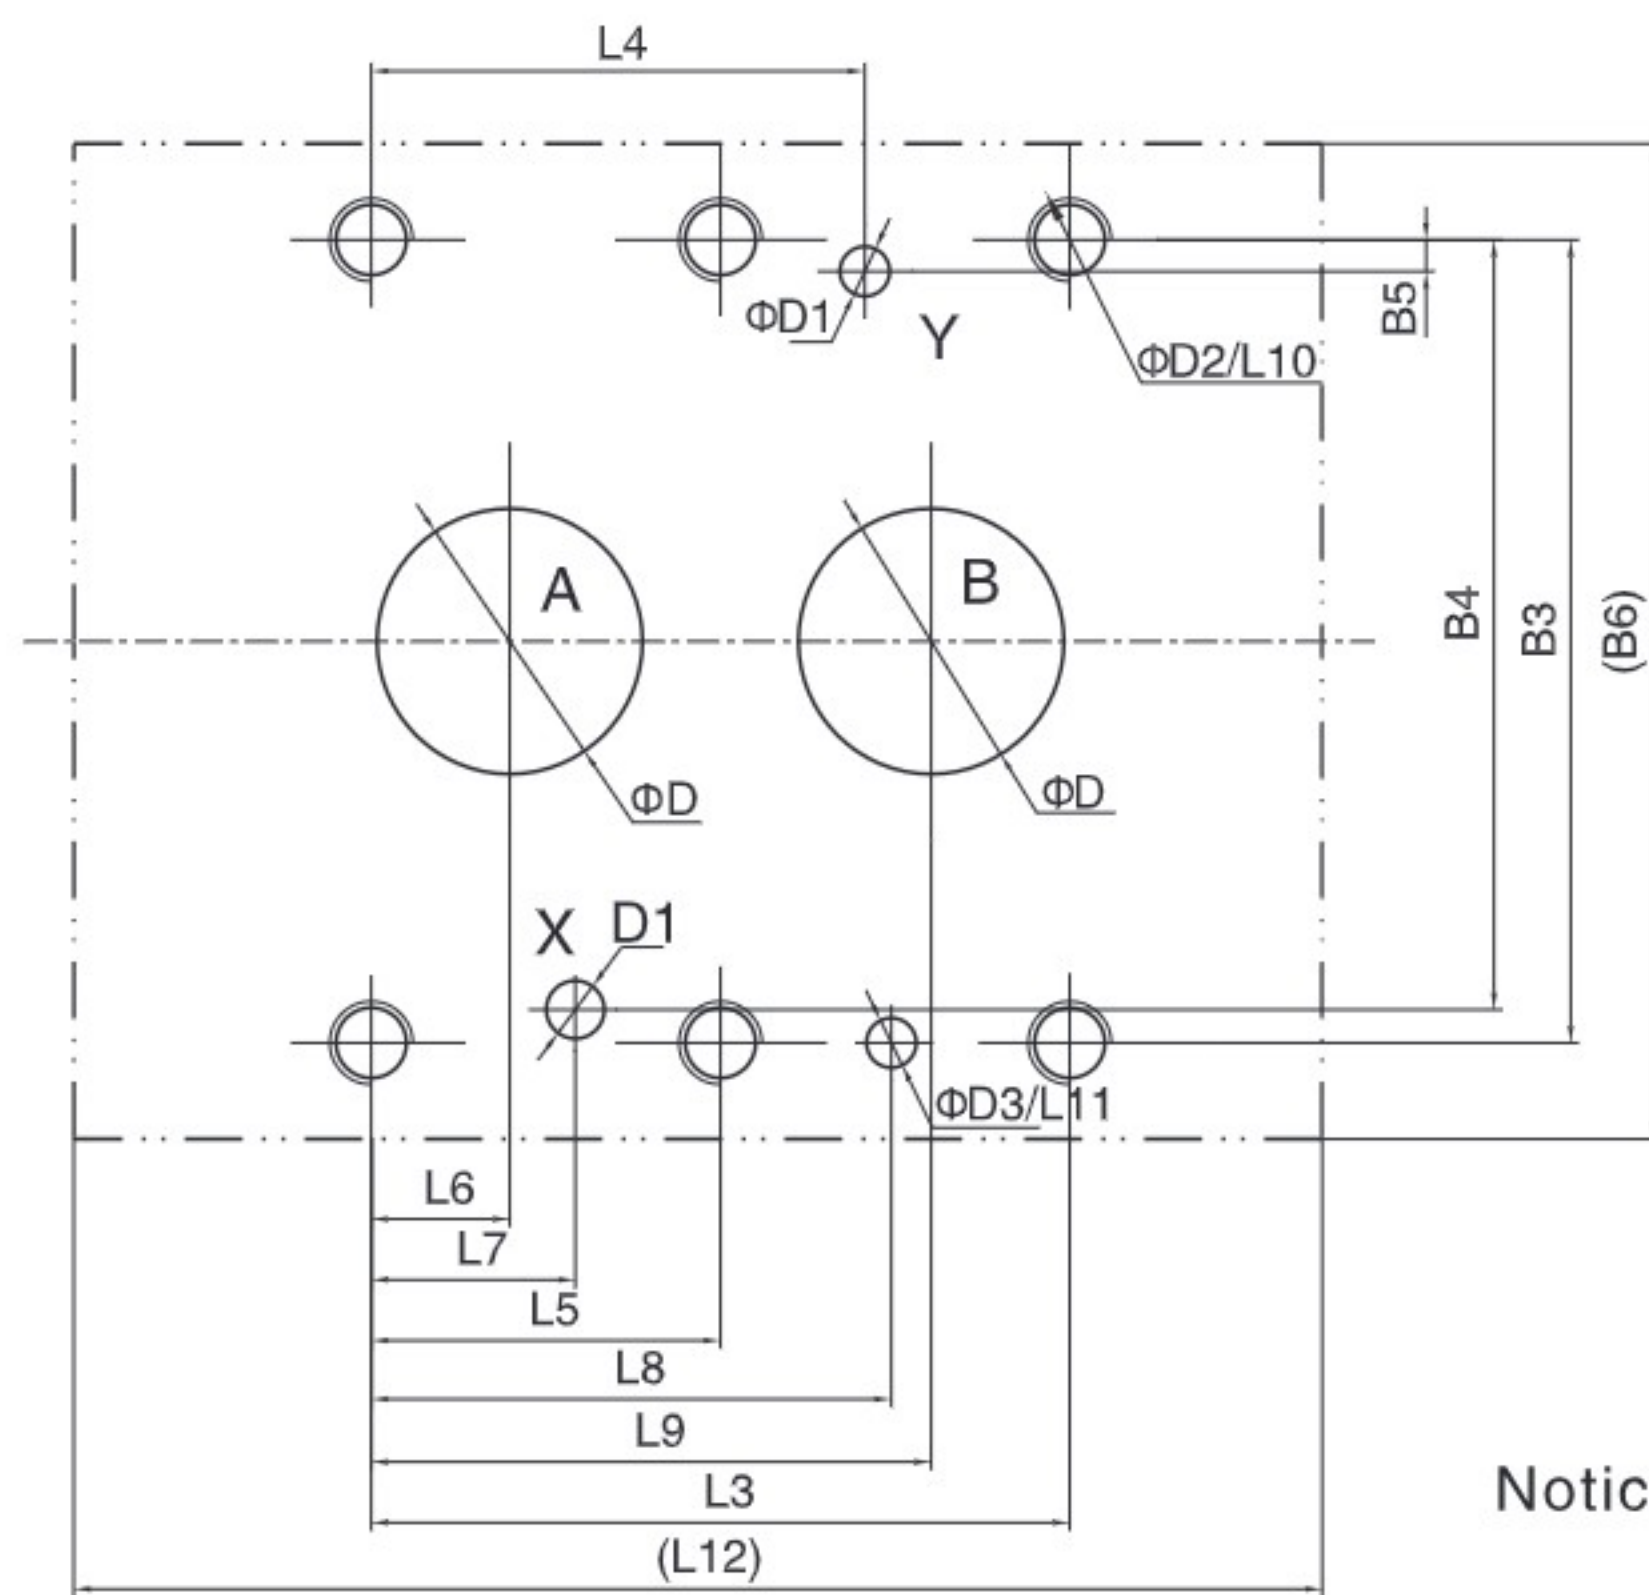 L4
ΦD1
Y
B5
ΦD2/L10
A
B
B4
B3
(B6)
ΦD
ΦD
X
D1
ΦD3/L11
L6
L7
L5
L8
L9
L3
(L12)
Notic